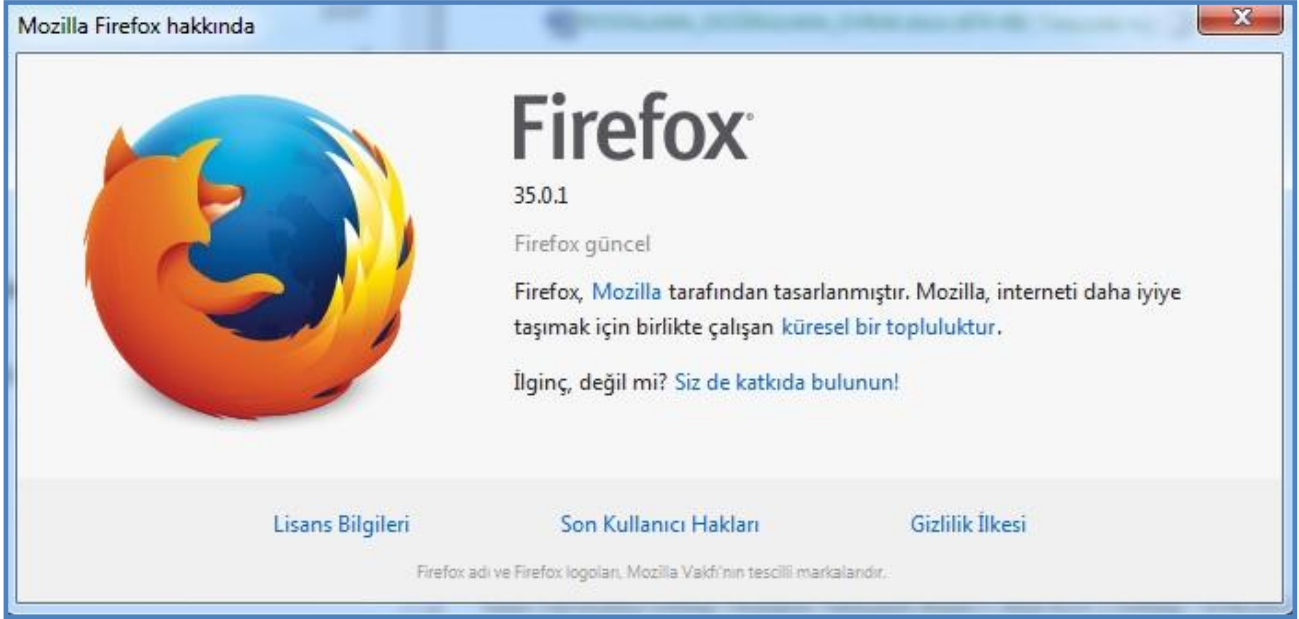 Mozilla Firefox hakkında
X
Firefox
35.0.1
Firefox güncel
Firefox, Mozilla tarafından tasarlanmıştır. Mozilla, interneti daha iyiye
taşımak için birlikte çalışan küresel bir topluluktur.
İlginç, değil mi? Siz de katkıda bulunun!
Lisans Bilgileri Son Kullanıcı Hakları Gizlilik İlkesi
Firefox adı ve Firefox logoları, Mozilla Vakfı'nın tescilli markalarıdır.